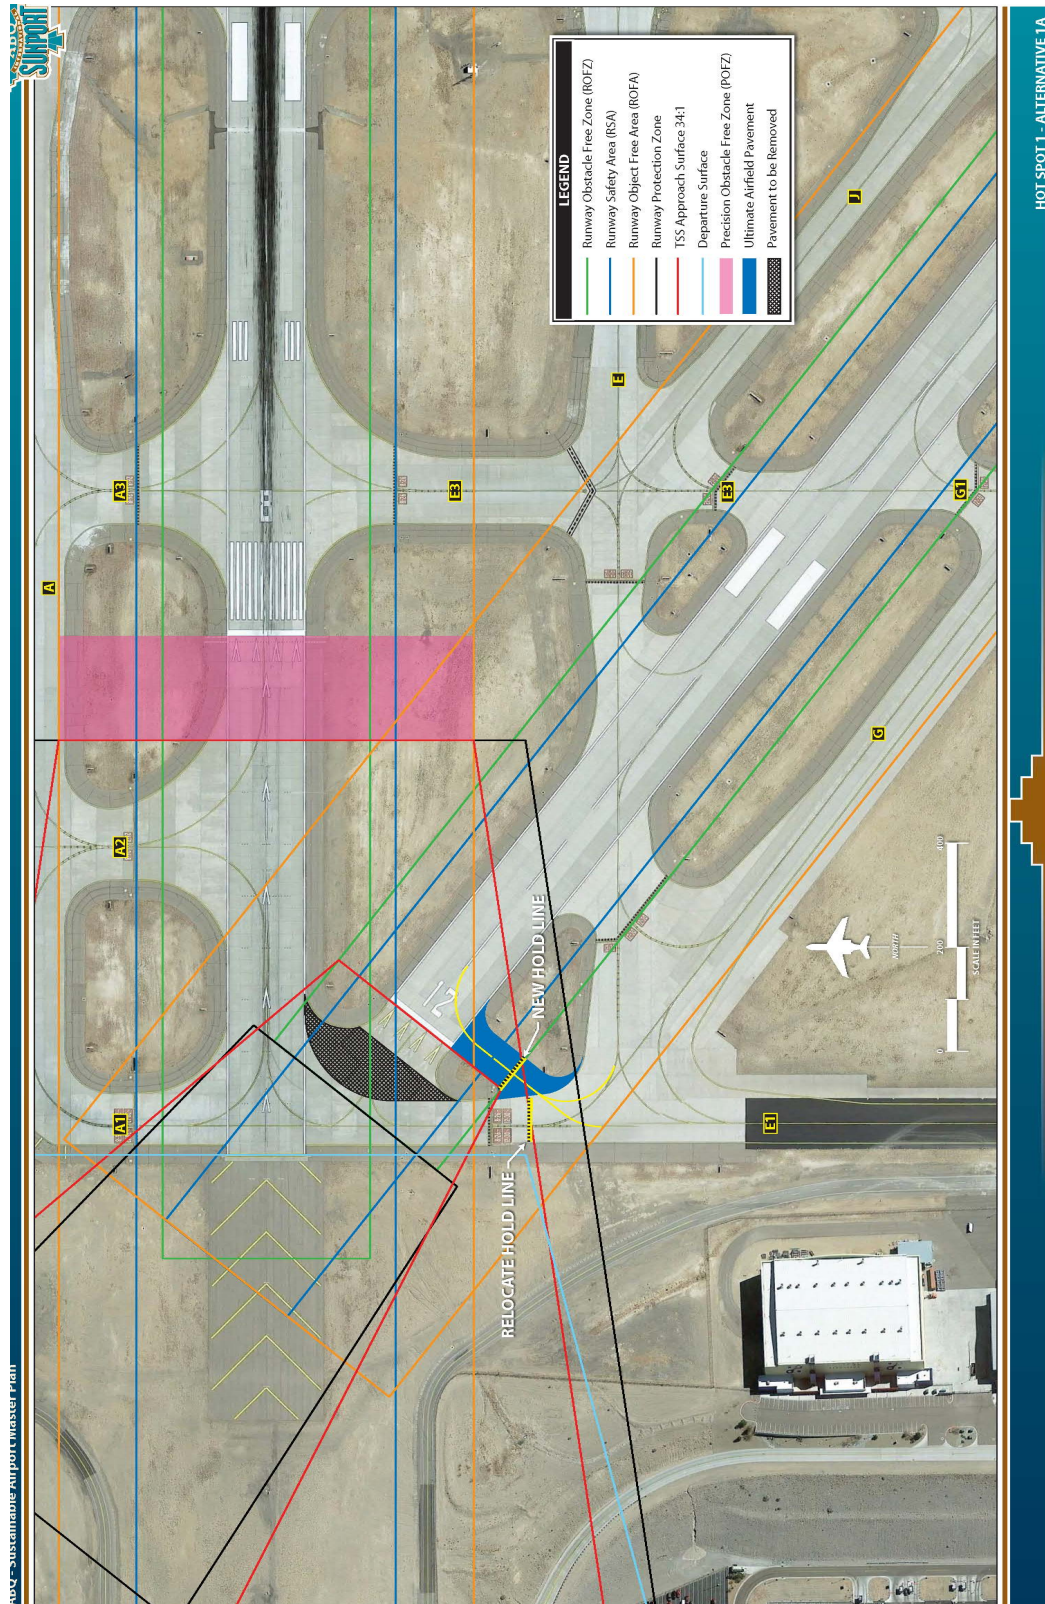 ABQ
SUNPORT
ABQ - Sustainable Airport Master Plan
HOT SPOT 1 - ALTERNATIVE 1A
LEGEND
Runway Obstacle Free Zone (ROFZ)
Runway Safety Area (RSA)
Runway Object Free Area (ROFA)
Runway Protection Zone
TSS Approach Surface 34:1
Departure Surface
Precision Obstacle Free Zone (POFZ)
Ultimate Airfield Pavement
Pavement to be Removed
A
A1
A2
A3
E3
E
J
E3
G1
G
E1
12
NEW HOLD LINE
RELOCATE HOLD LINE
NORTH
0
200
400
SCALE IN FEET